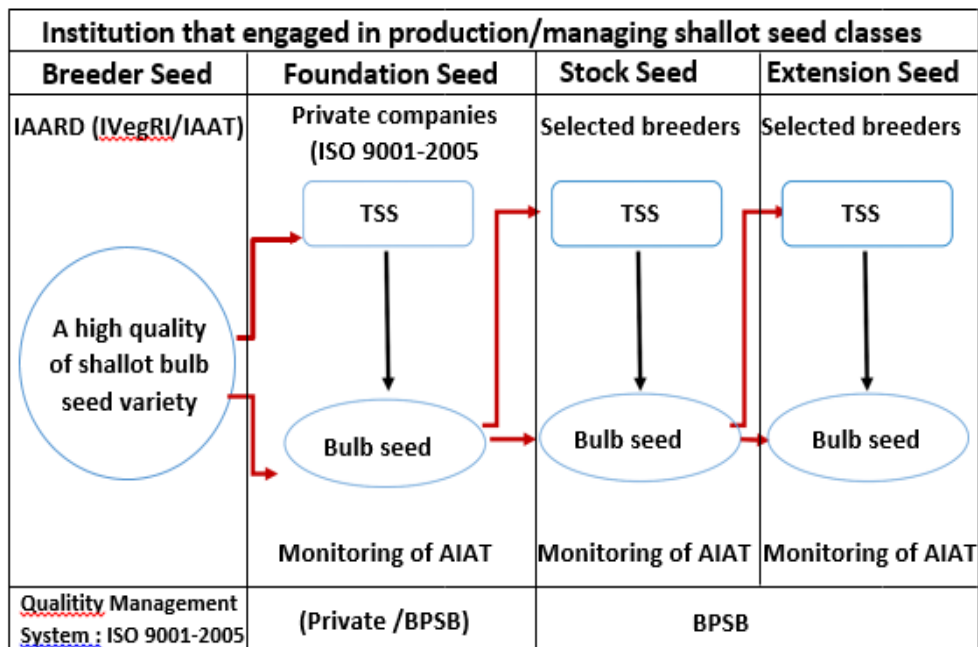 Institution that engaged in production/managing shallot seed classes
Breeder Seed
Foundation Seed
Stock Seed
Extension Seed
IAARD (IVegRI/IAAT)
Private companies
(ISO 9001-2005
Selected breeders
Selected breeders
TSS
TSS
TSS
A high quality
of shallot bulb
seed variety
Bulb seed
Bulb seed
Bulb seed
Monitoring of AIAT
Monitoring of AIAT
Monitoring of AIAT
Qualitity Management
System : ISO 9001-2005
(Private /BPSB)
BPSB